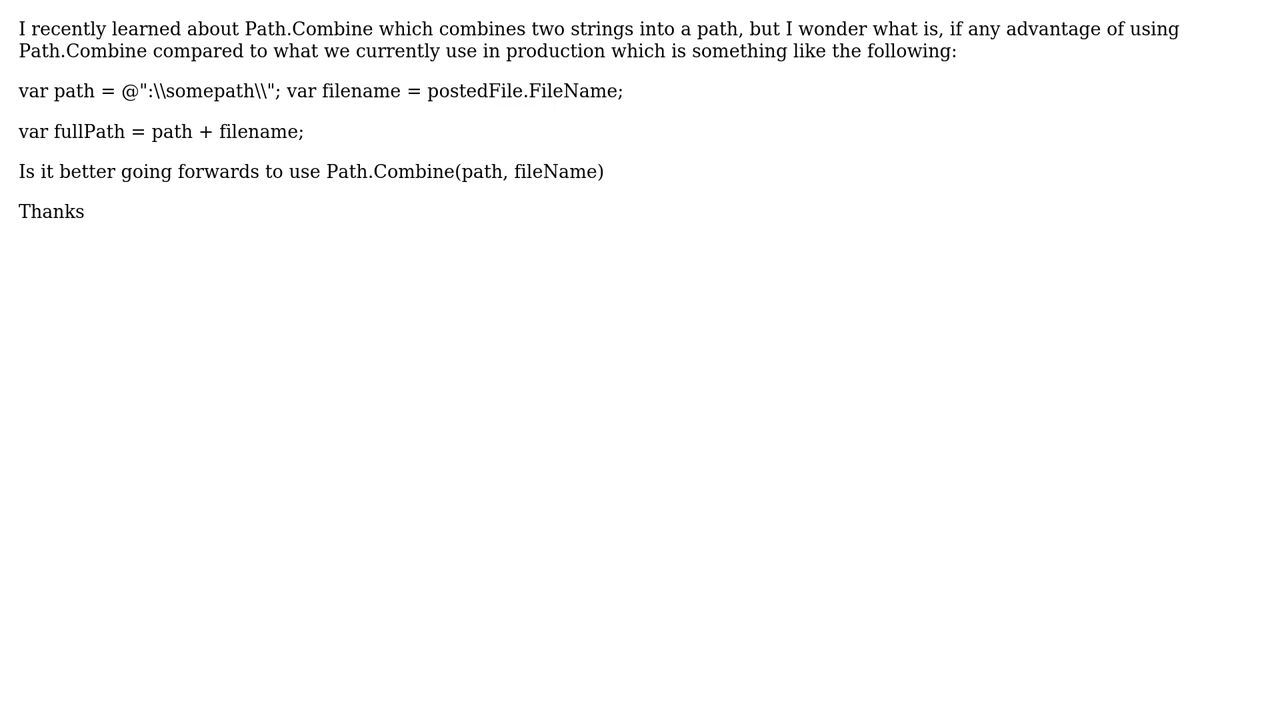 I recently learned about Path.Combine which combines two strings into a path, but I wonder what is, if any advantage of using
Path.Combine compared to what we currently use in production which is something like the following:
var path = @":\\somepath\\"; var filename = postedFile.FileName;
var fullPath = path + filename;
Is it better going forwards to use Path.Combine(path, fileName)
Thanks